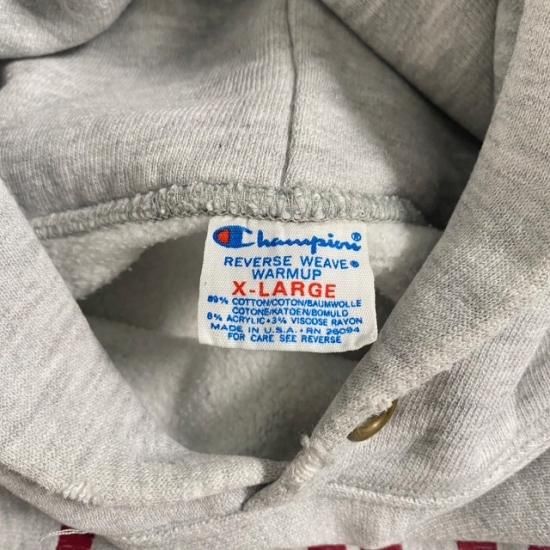 Champion®
REVERSE WEAVE®
WARMUP
X-LARGE
89% COTTON/COTON/BAUMWOLLE
COTONE/KATOEN/BOMULD
8% ACRYLIC•3% VISCOSE RAYON
MADE IN U.S.A.•RN 26094
FOR CARE SEE REVERSE